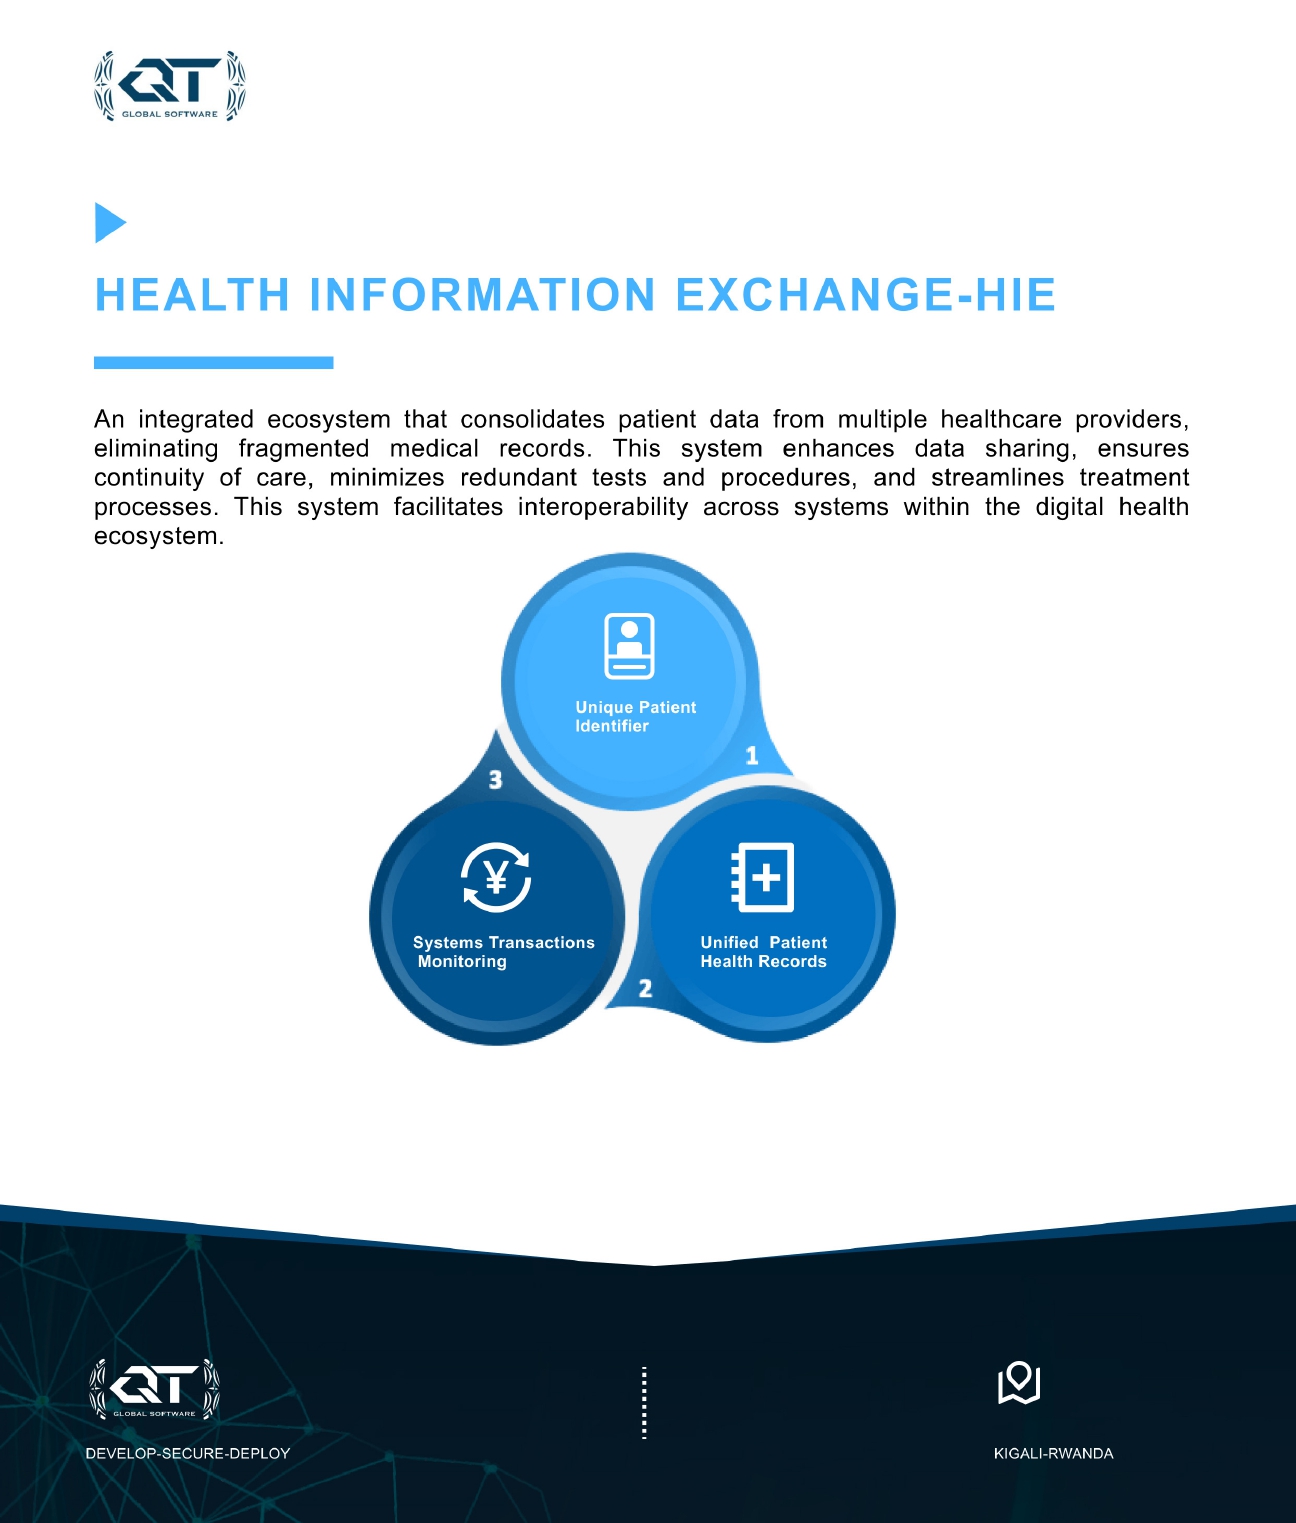 QT
GLOBAL SOFTWARE
HEALTH INFORMATION EXCHANGE-HIE
An integrated ecosystem that consolidates patient data from multiple healthcare providers,
eliminating fragmented medical records. This system enhances data sharing, ensures
continuity of care, minimizes redundant tests and procedures, and streamlines treatment
processes. This system facilitates interoperability across systems within the digital health
ecosystem.
Unique Patient
Identifier
1
3
¥
Systems Transactions
Monitoring
Unified Patient
Health Records
2
QT
GLOBAL SOFTWARE
DEVELOP-SECURE-DEPLOY
KIGALI-RWANDA